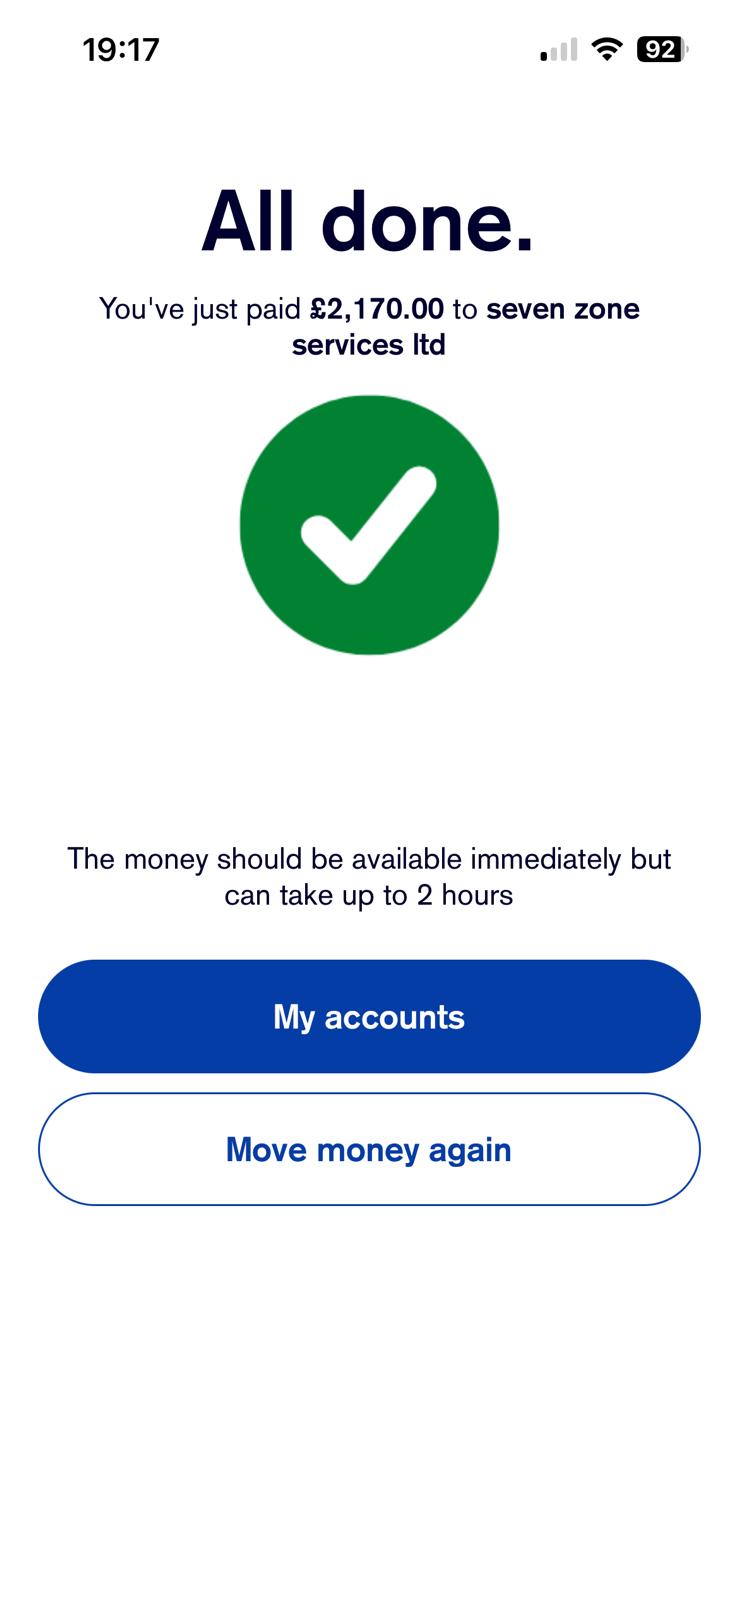 19:17
92
All done.
You've just paid £2,170.00 to seven zone
services ltd
The money should be available immediately but
can take up to 2 hours
My accounts
Move money again